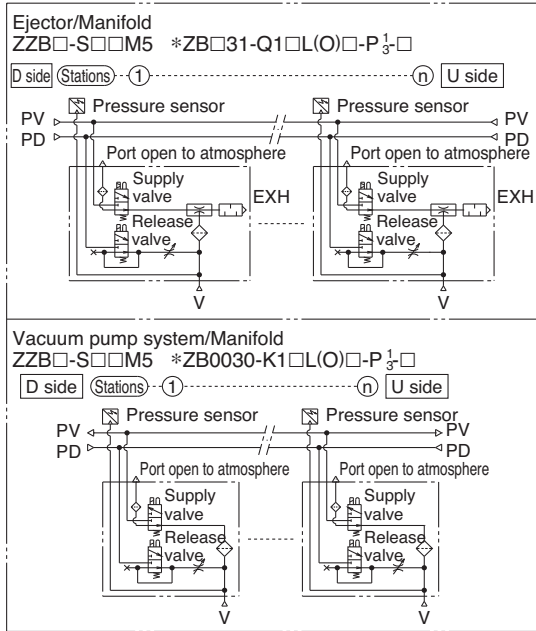 Ejector/Manifold
ZZB□-S□□M5 *ZB□31-Q1□L(O)□-P⅓-□
D side Stations 1 n U side
Pressure sensor Pressure sensor
PV PV
PD PD
Port open to atmosphere Port open to atmosphere
Supply valve Supply valve
EXH EXH
Release valve Release valve
V V
Vacuum pump system/Manifold
ZZB□-S□□M5 *ZB0030-K1□L(O)□-P⅓-□
D side Stations 1 n U side
Pressure sensor Pressure sensor
PV PV
PD PD
Port open to atmosphere Port open to atmosphere
Supply valve Supply valve
Release valve Release valve
V V